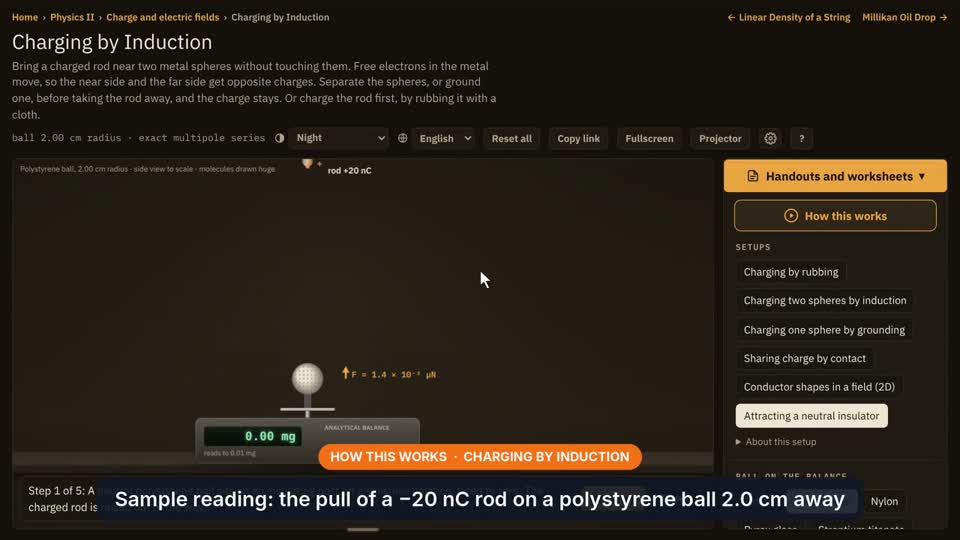 Home › Physics II › Charge and electric fields › Charging by Induction
← Linear Density of a String Millikan Oil Drop →
Charging by Induction
Bring a charged rod near two metal spheres without touching them. Free electrons in the metal
move, so the near side and the far side get opposite charges. Separate the spheres, or ground
one, before taking the rod away, and the charge stays. Or charge the rod first, by rubbing it with a
cloth.
ball 2.00 cm radius · exact multipole series Night English Reset all Copy link Fullscreen Projector ?
Polystyrene ball, 2.00 cm radius · side view to scale · molecules drawn huge
+ rod +20 nC
Handouts and worksheets ▼
How this works
SETUPS
Charging by rubbing
Charging two spheres by induction
Charging one sphere by grounding
Sharing charge by contact
Conductor shapes in a field (2D)
Attracting a neutral insulator
▶ About this setup
F = 1.4 × 10⁻² µN
ANALYTICAL BALANCE
0.00 mg
reads to 0.01 mg
HOW THIS WORKS · CHARGING BY INDUCTION
Step 1 of 5: A
charged rod is
Sample reading: the pull of a −20 nC rod on a polystyrene ball 2.0 cm away
Nylon